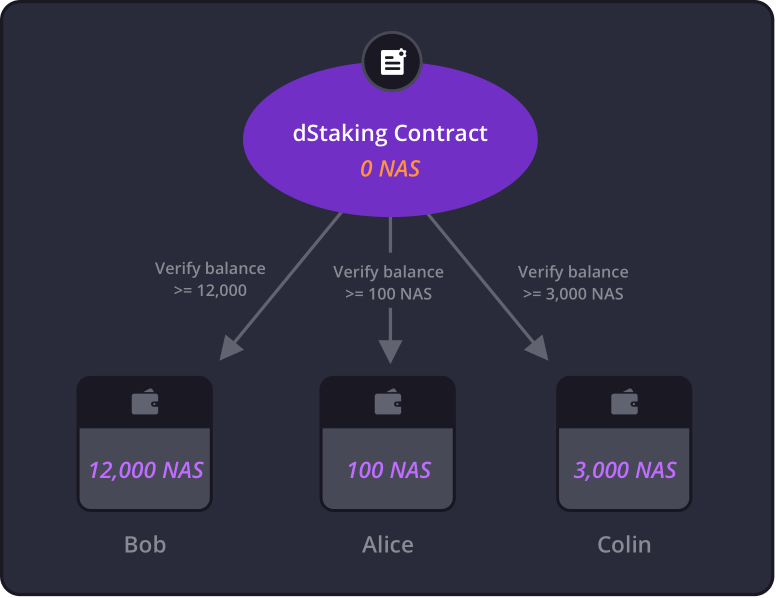 dStaking Contract
0 NAS
Verify balance
>= 12,000
Verify balance
>= 100 NAS
Verify balance
>= 3,000 NAS
12,000 NAS
100 NAS
3,000 NAS
Bob
Alice
Colin